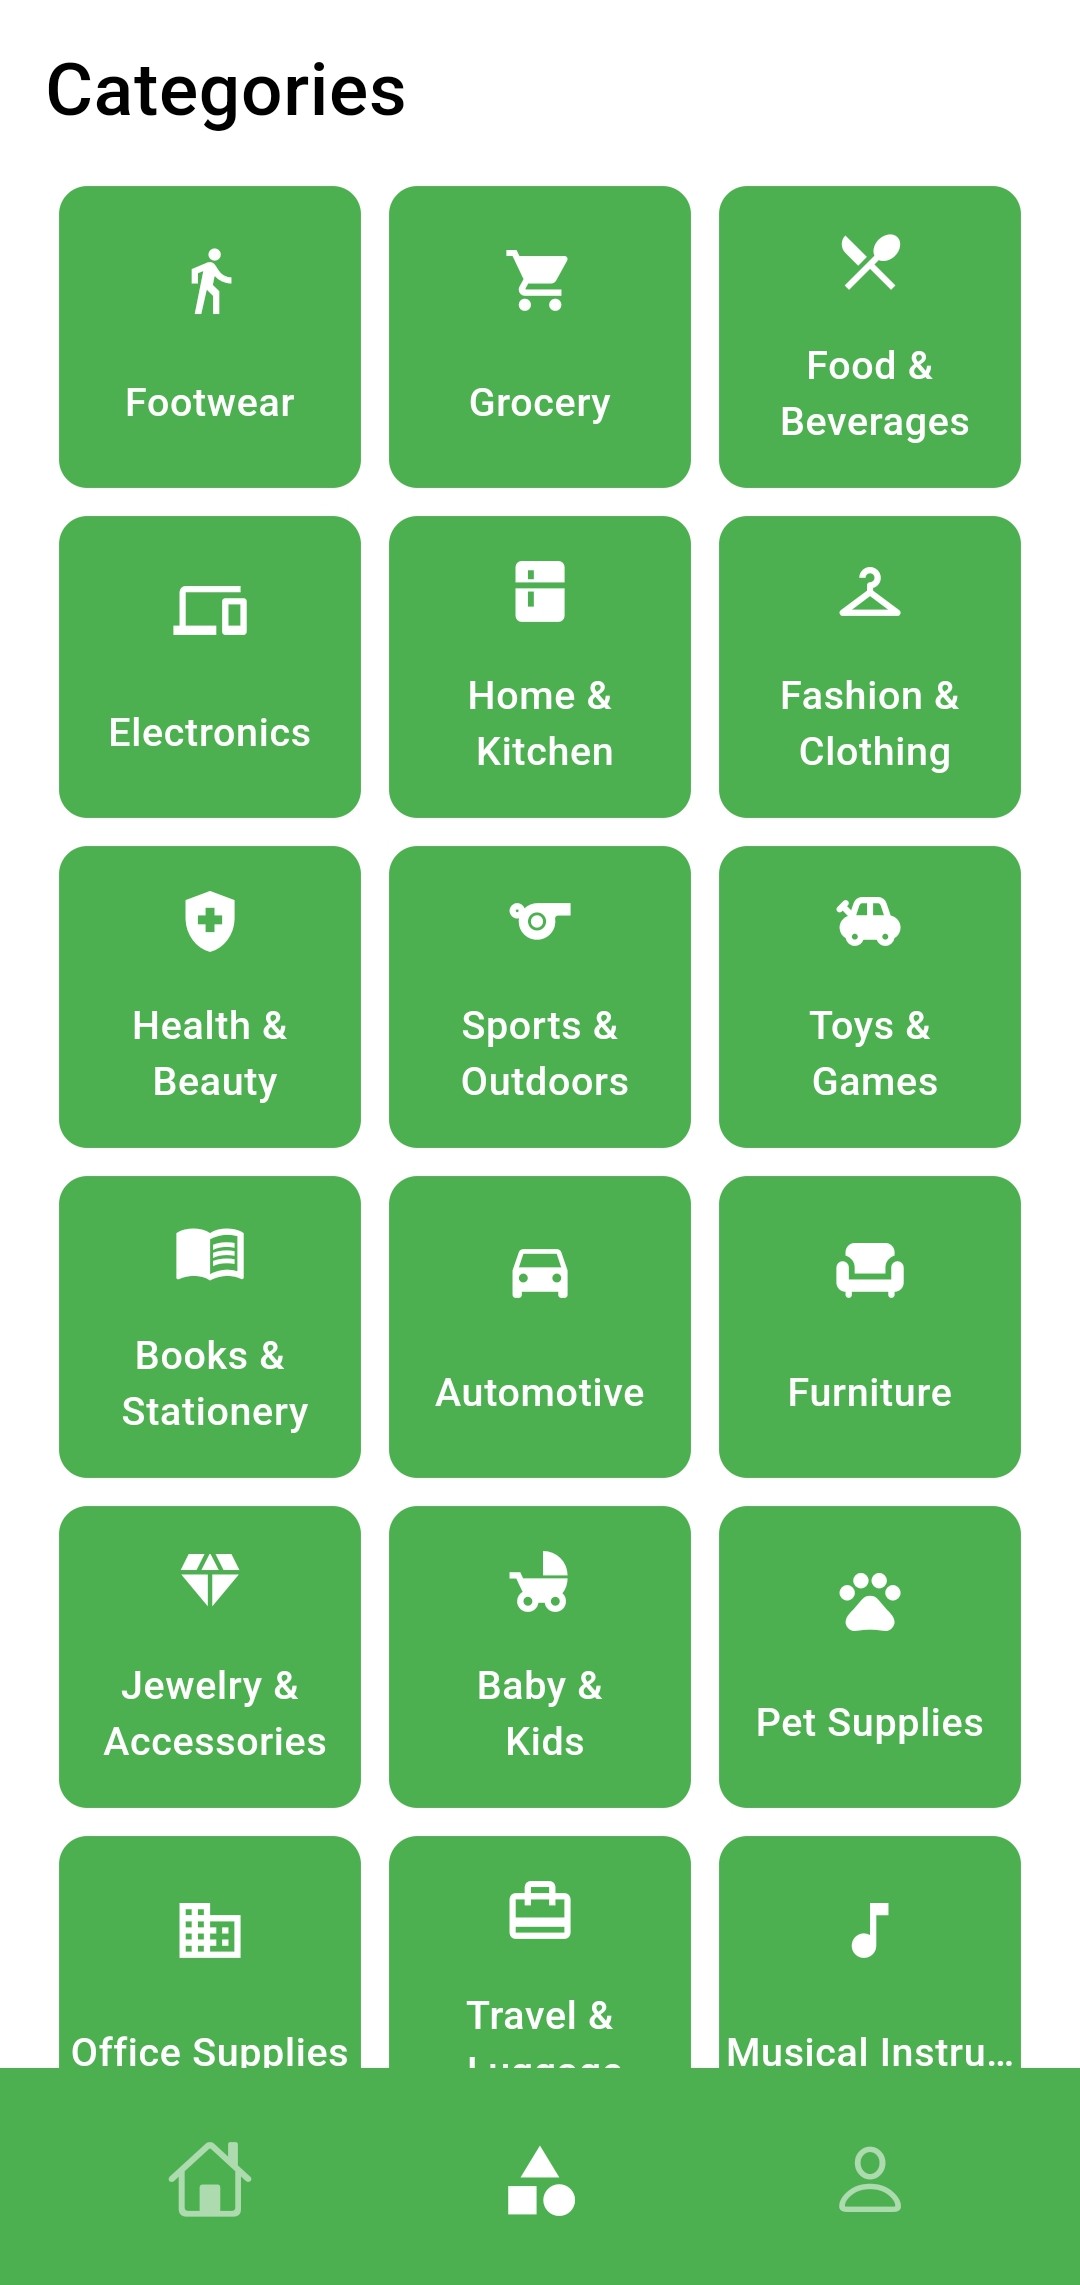 Categories
Footwear
Grocery
Food &
Beverages
Electronics
Home &
Kitchen
Fashion &
Clothing
Health &
Beauty
Sports &
Outdoors
Toys &
Games
Books &
Stationery
Automotive
Furniture
Jewelry &
Accessories
Baby &
Kids
Pet Supplies
Office Supplies
Travel &
Luggage
Musical Instru...